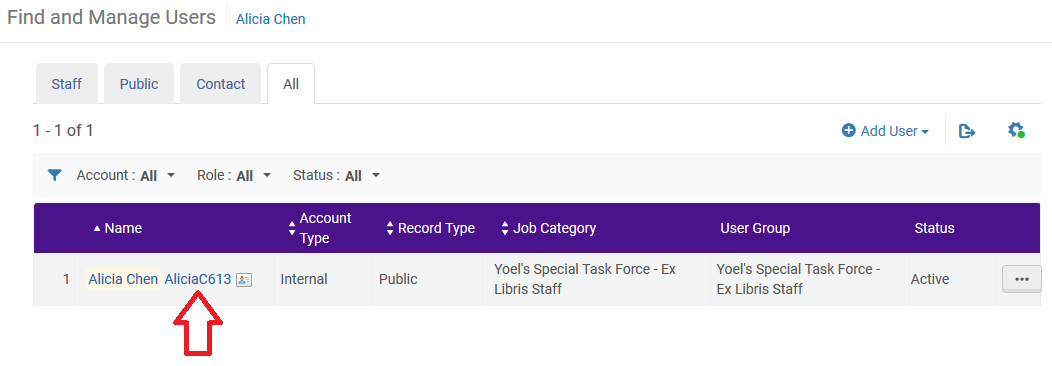 Find and Manage Users Alicia Chen
Staff Public Contact All
1 - 1 of 1 Add User
Account : All Role : All Status : All
Name Account Type Record Type Job Category User Group Status
1 Alicia Chen AliciaC613 Internal Public Yoel's Special Task Force - Ex Libris Staff Yoel's Special Task Force - Ex Libris Staff Active ...